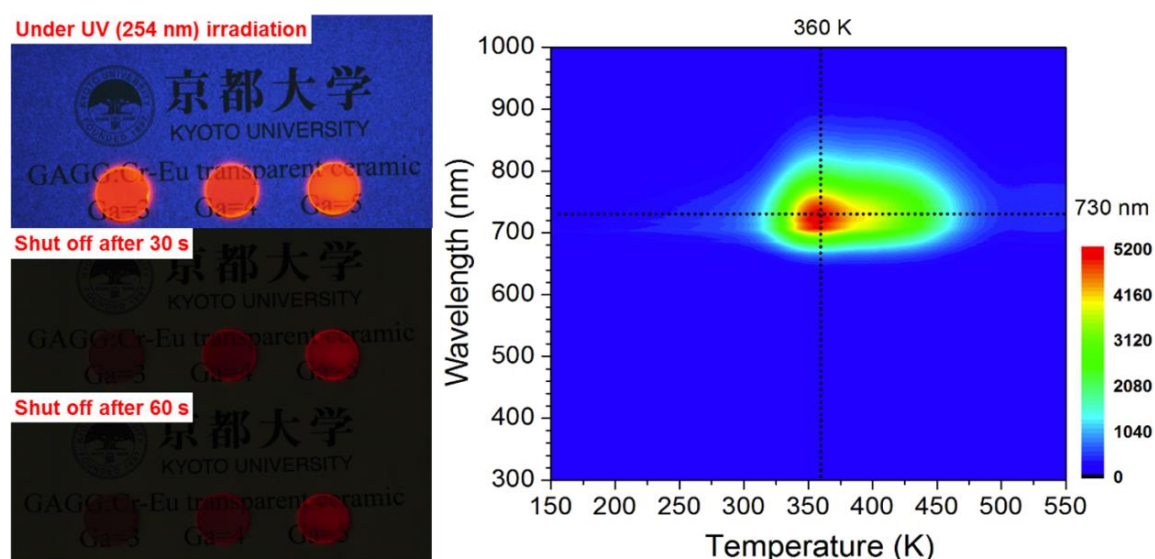 Under UV (254 nm) irradiation
京都大学
KYOTO UNIVERSITY
GAGG:Cr-Eu transparent ceramic
Ga=3 Ga=4 Ga=5
Shut off after 30 s
京都大学
KYOTO UNIVERSITY
GAGG:Cr-Eu transparent ceramic
Ga=3 Ga=4 Ga=5
Shut off after 60 s
京都大学
KYOTO UNIVERSITY
GAGG:Cr-Eu transparent ceramic
Ga=3 Ga=4 Ga=5
360 K
1000
900
800
700
600
500
400
300
Wavelength (nm)
150 200 250 300 350 400 450 500 550
Temperature (K)
730 nm
5200
4160
3120
2080
1040
0